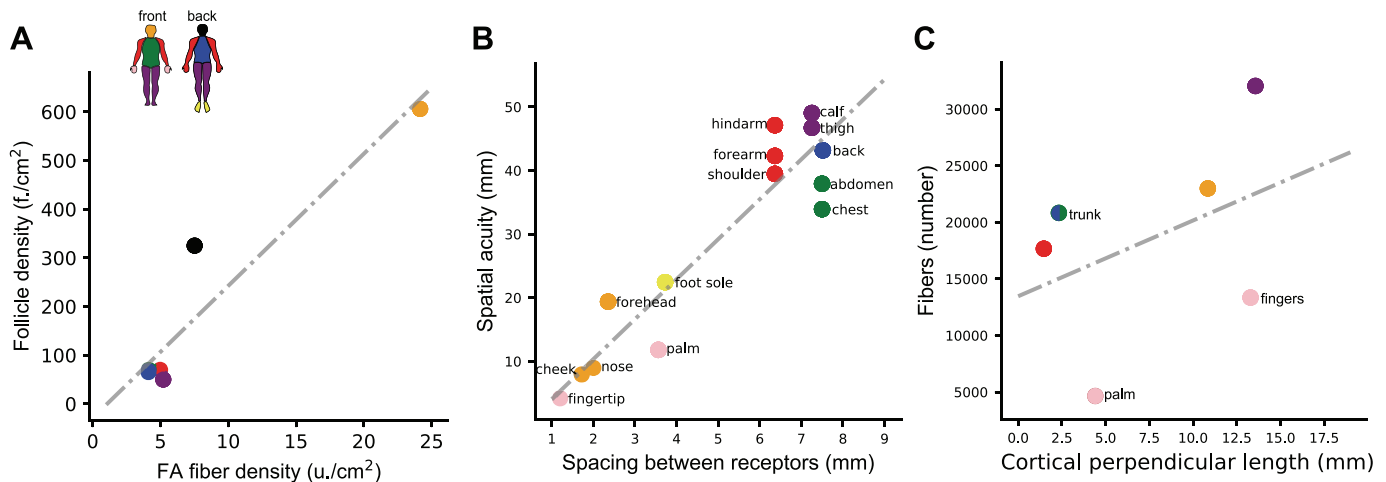 front back
A
B
C
Follicle density (f./cm²)
600
500
400
300
200
100
0
0 5 10 15 20 25
FA fiber density (u./cm²)
Spatial acuity (mm)
50
40
30
20
10
hindarm
forearm
shoulder
calf
thigh
back
abdomen
chest
foot sole
forehead
palm
cheek
nose
fingertip
1 2 3 4 5 6 7 8 9
Spacing between receptors (mm)
Fibers (number)
30000
25000
20000
15000
10000
5000
trunk
fingers
palm
0.0 2.5 5.0 7.5 10.0 12.5 15.0 17.5
Cortical perpendicular length (mm)